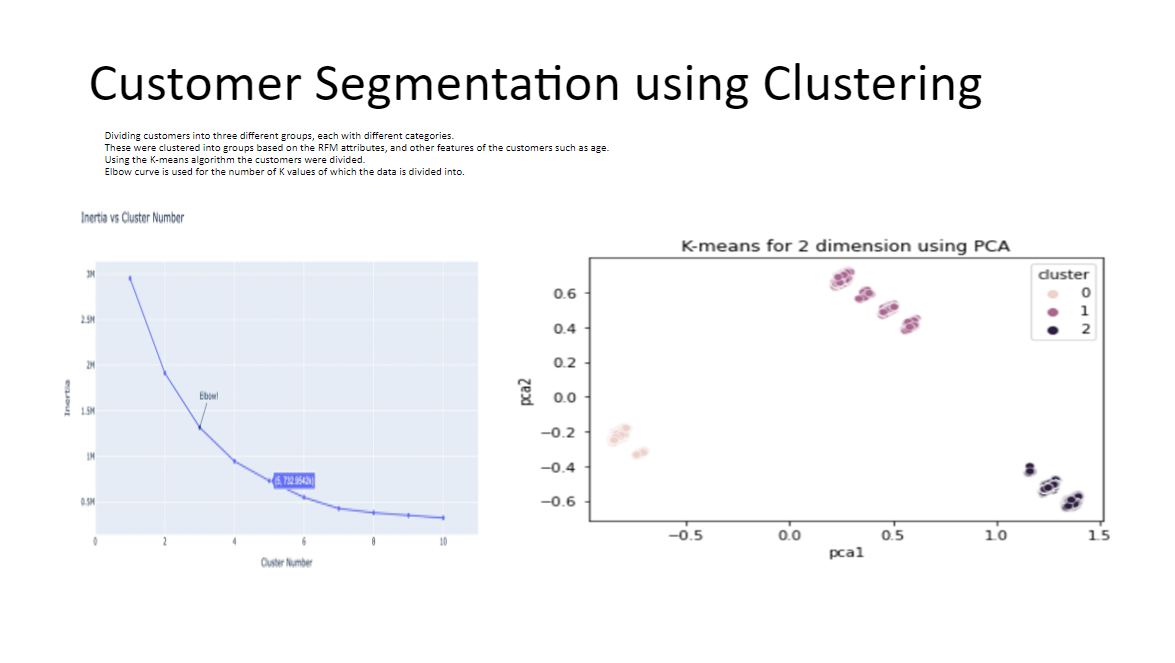 Customer Segmentation using Clustering
Dividing customers into three different groups, each with different categories.
These were clustered into groups based on the RFM attributes, and other features of the customers such as age.
Using the K-means algorithm the customers were divided.
Elbow curve is used for the number of K values of which the data is divided into.
Inertia vs Cluster Number
3M
2.5M
2M
1.5M
1M
0.5M
Inertia
Elbow!
(5, 732.9542k)
0 2 4 6 8 10
Cluster Number
K-means for 2 dimension using PCA
cluster
0
1
2
0.6
0.4
0.2
0.0
−0.2
−0.4
−0.6
pca2
−0.5 0.0 0.5 1.0 1.5
pca1